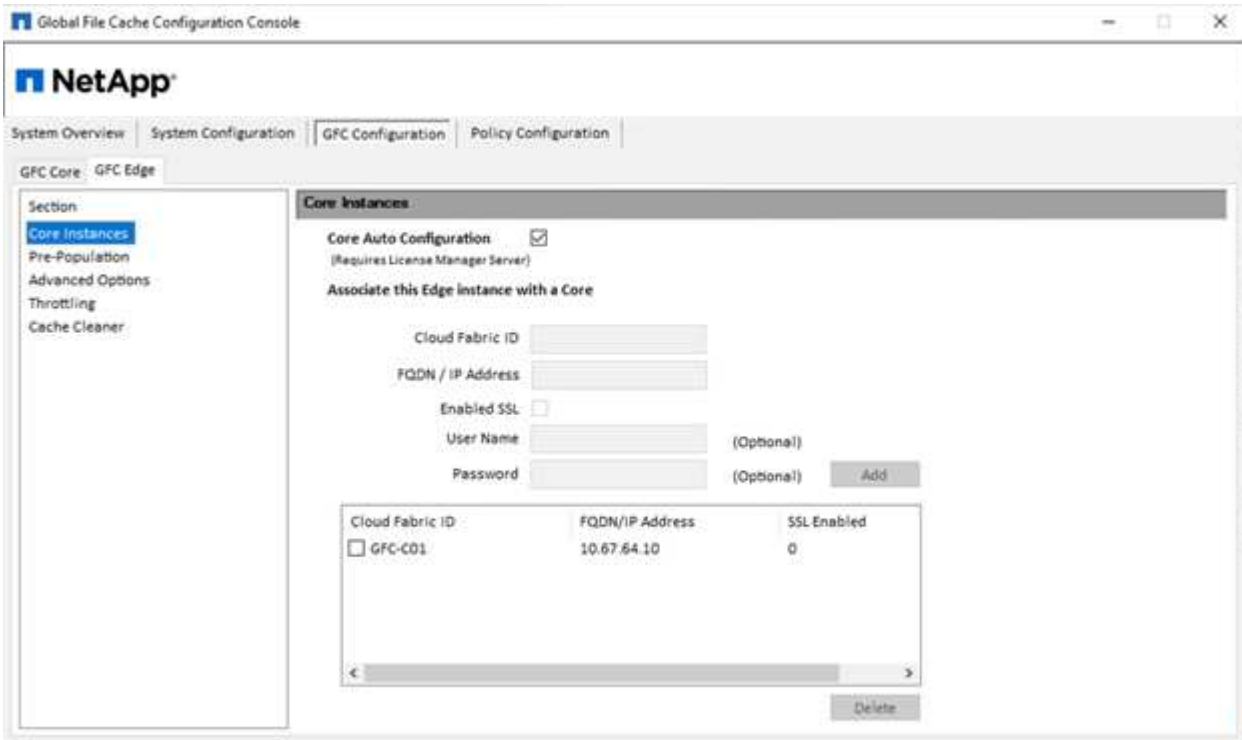 Global File Cache Configuration Console
NetApp
System Overview System Configuration GFC Configuration Policy Configuration
GFC Core GFC Edge
Section
Core Instances
Pre-Population
Advanced Options
Throttling
Cache Cleaner
Core Instances
Core Auto Configuration
(Requires License Manager Server)
Associate this Edge instance with a Core
Cloud Fabric ID
FQDN / IP Address
Enabled SSL
User Name (Optional)
Password (Optional) Add
Cloud Fabric ID FQDN/IP Address SSL Enabled
GFC-C01 10.67.64.10 0
Delete